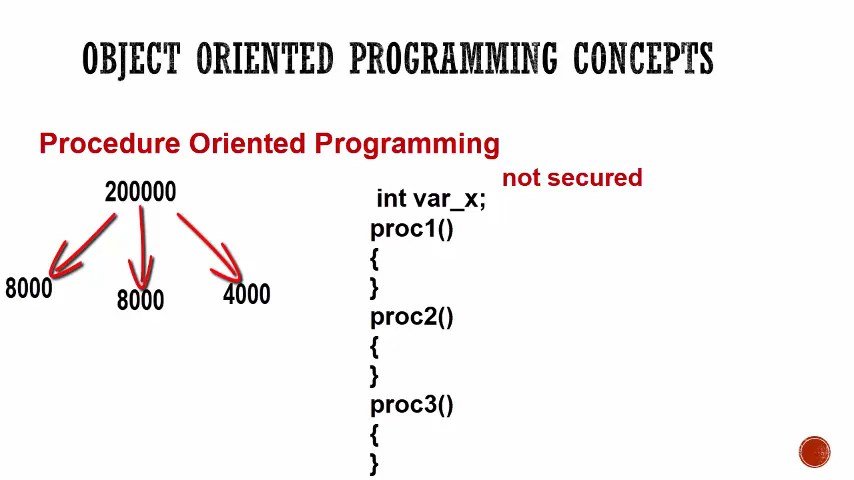 OBJECT ORIENTED PROGRAMMING CONCEPTS
Procedure Oriented Programming
200000
8000
8000
4000
not secured
int var_x;
proc1()
{
}
proc2()
{
}
proc3()
{
}